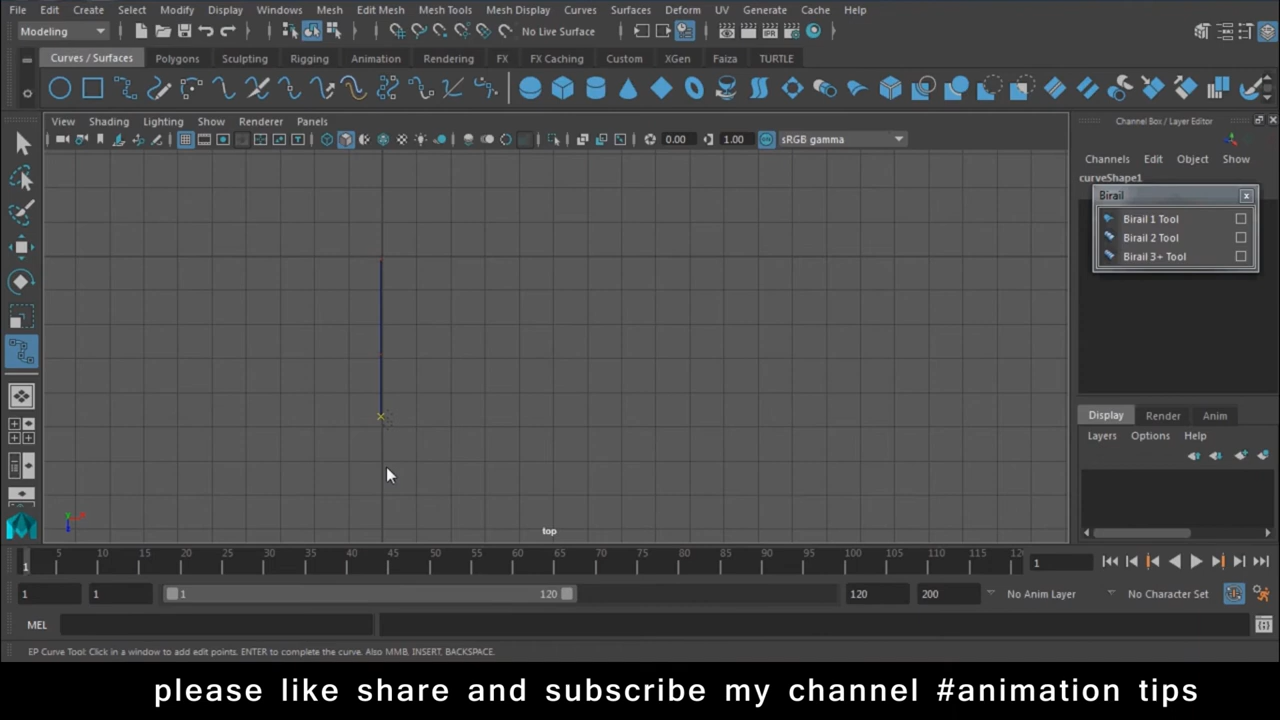 File Edit Create Select Modify Display Windows Mesh Edit Mesh Mesh Tools Mesh Display Curves Surfaces Deform UV Generate Cache Help
Modeling No Live Surface
Curves / Surfaces Polygons Sculpting Rigging Animation Rendering FX FX Caching Custom XGen Faiza TURTLE
View Shading Lighting Show Renderer Panels
0.00 1.00 sRGB gamma
Channel Box / Layer Editor
Channels Edit Object Show
curveShape1
Birail
Birail 1 Tool
Birail 2 Tool
Birail 3+ Tool
top
Display Render Anim
Layers Options Help
5 10 15 20 25 30 35 40 45 50 55 60 65 70 75 80 85 90 95 100 105 110 115 12
1 1
1 1 1 120 120 200 No Anim Layer No Character Set
MEL
EP Curve Tool: Click in a window to add edit points. ENTER to complete the curve. Also MMB, INSERT, BACKSPACE.
please like share and subscribe my channel #animation tips